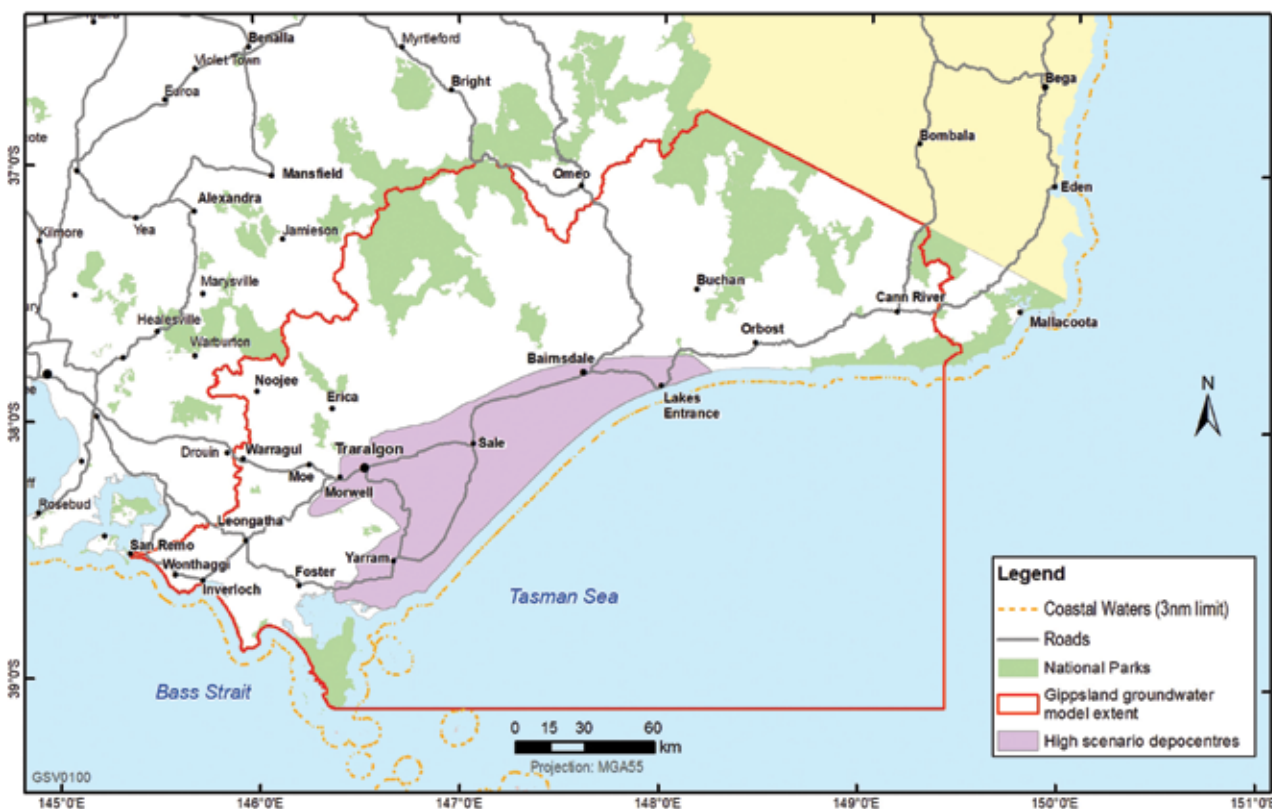 Benalla
Myrtleford
Violet Town
Bright
Bega
Euroa
Bombala
37°0'S
Mansfield
Omeo
Eden
Alexandra
Yea
Kilmore
Jamieson
Marysville
Buchan
Cann River
Mallacoota
Healesville
Orbost
Warburton
Bairnsdale
Noojee
Erica
Lakes
Entrance
N
38°0'S
Drouin
Warragul
Traralgon
Sale
Moe
Morwell
Rosebud
Leongatha
San Remo
Yarram
Wonthaggi
Foster
Inverloch
Tasman Sea
Legend
Coastal Waters (3nm limit)
Roads
National Parks
Gippsland groundwater
model extent
High scenario depocentres
39°0'S
Bass Strait
0 15 30 60
km
Projection: MGA55
GSV0100
145°0'E
146°0'E
147°0'E
148°0'E
149°0'E
150°0'E
151°0'E